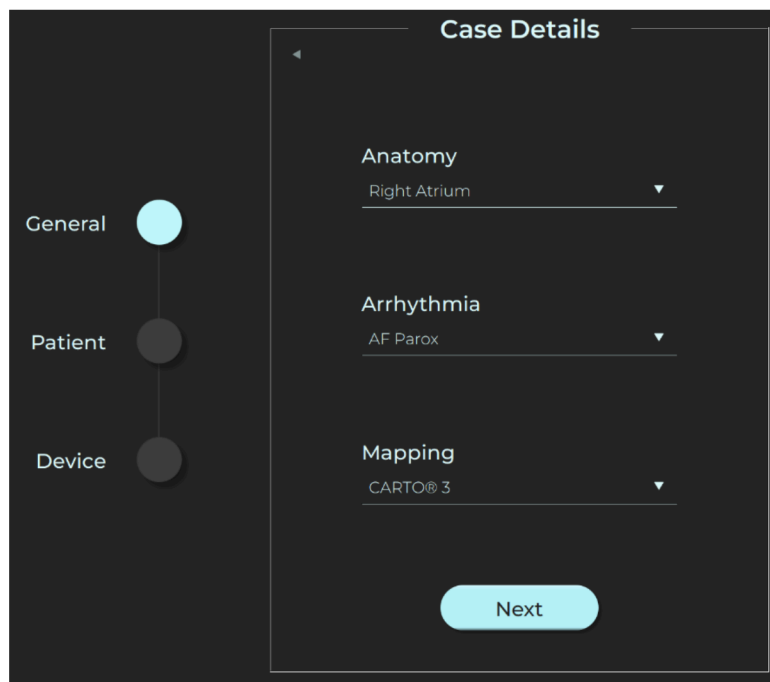 Case Details
General
Patient
Device
Anatomy
Right Atrium
Arrhythmia
AF Parox
Mapping
CARTO® 3
Next